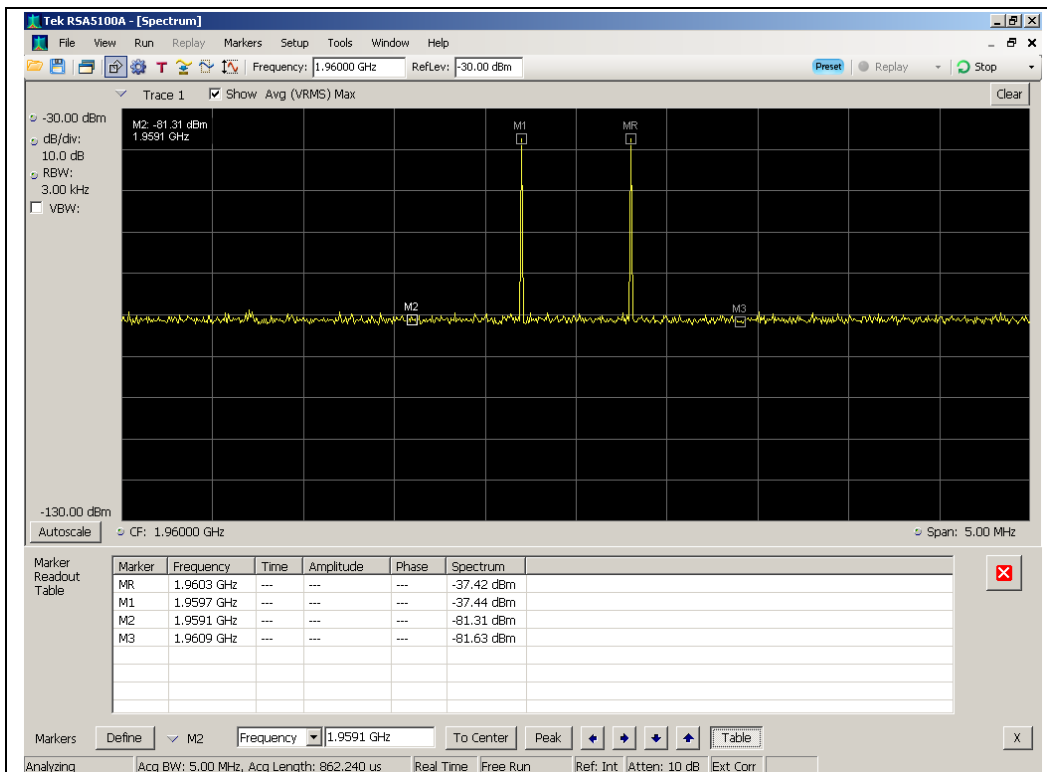 Tek RSA5100A - [Spectrum]
File View Run Replay Markers Setup Tools Window Help
Frequency: 1.96000 GHz RefLev: -30.00 dBm Preset Replay Stop
Trace 1 Show Avg (VRMS) Max Clear
-30.00 dBm
dB/div:
10.0 dB
RBW:
3.00 kHz
VBW:
M2: -81.31 dBm
1.9591 GHz
M1 MR
M2 M3
-130.00 dBm
Autoscale CF: 1.96000 GHz Span: 5.00 MHz
Marker Readout Table
Marker Frequency Time Amplitude Phase Spectrum
MR 1.9603 GHz --- --- --- -37.42 dBm
M1 1.9597 GHz --- --- --- -37.44 dBm
M2 1.9591 GHz --- --- --- -81.31 dBm
M3 1.9609 GHz --- --- --- -81.63 dBm
Markers Define M2 Frequency 1.9591 GHz To Center Peak Table X
Analyzing Acq BW: 5.00 MHz, Acq Length: 862.240 us Real Time Free Run Ref: Int Atten: 10 dB Ext Corr